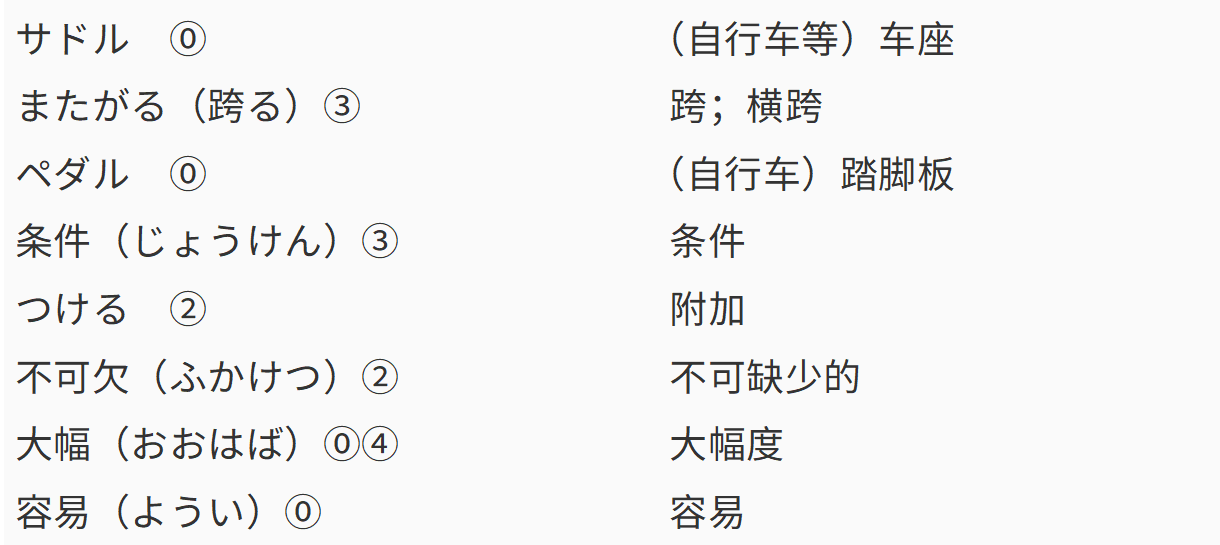 サドル　⓪　（自行车等）车座
またがる（跨る）③　跨；横跨
ペダル　⓪　（自行车）踏脚板
条件（じょうけん）③　条件
つける　②　附加
不可欠（ふかけつ）②　不可缺少的
大幅（おおはば）⓪④　大幅度
容易（ようい）⓪　容易